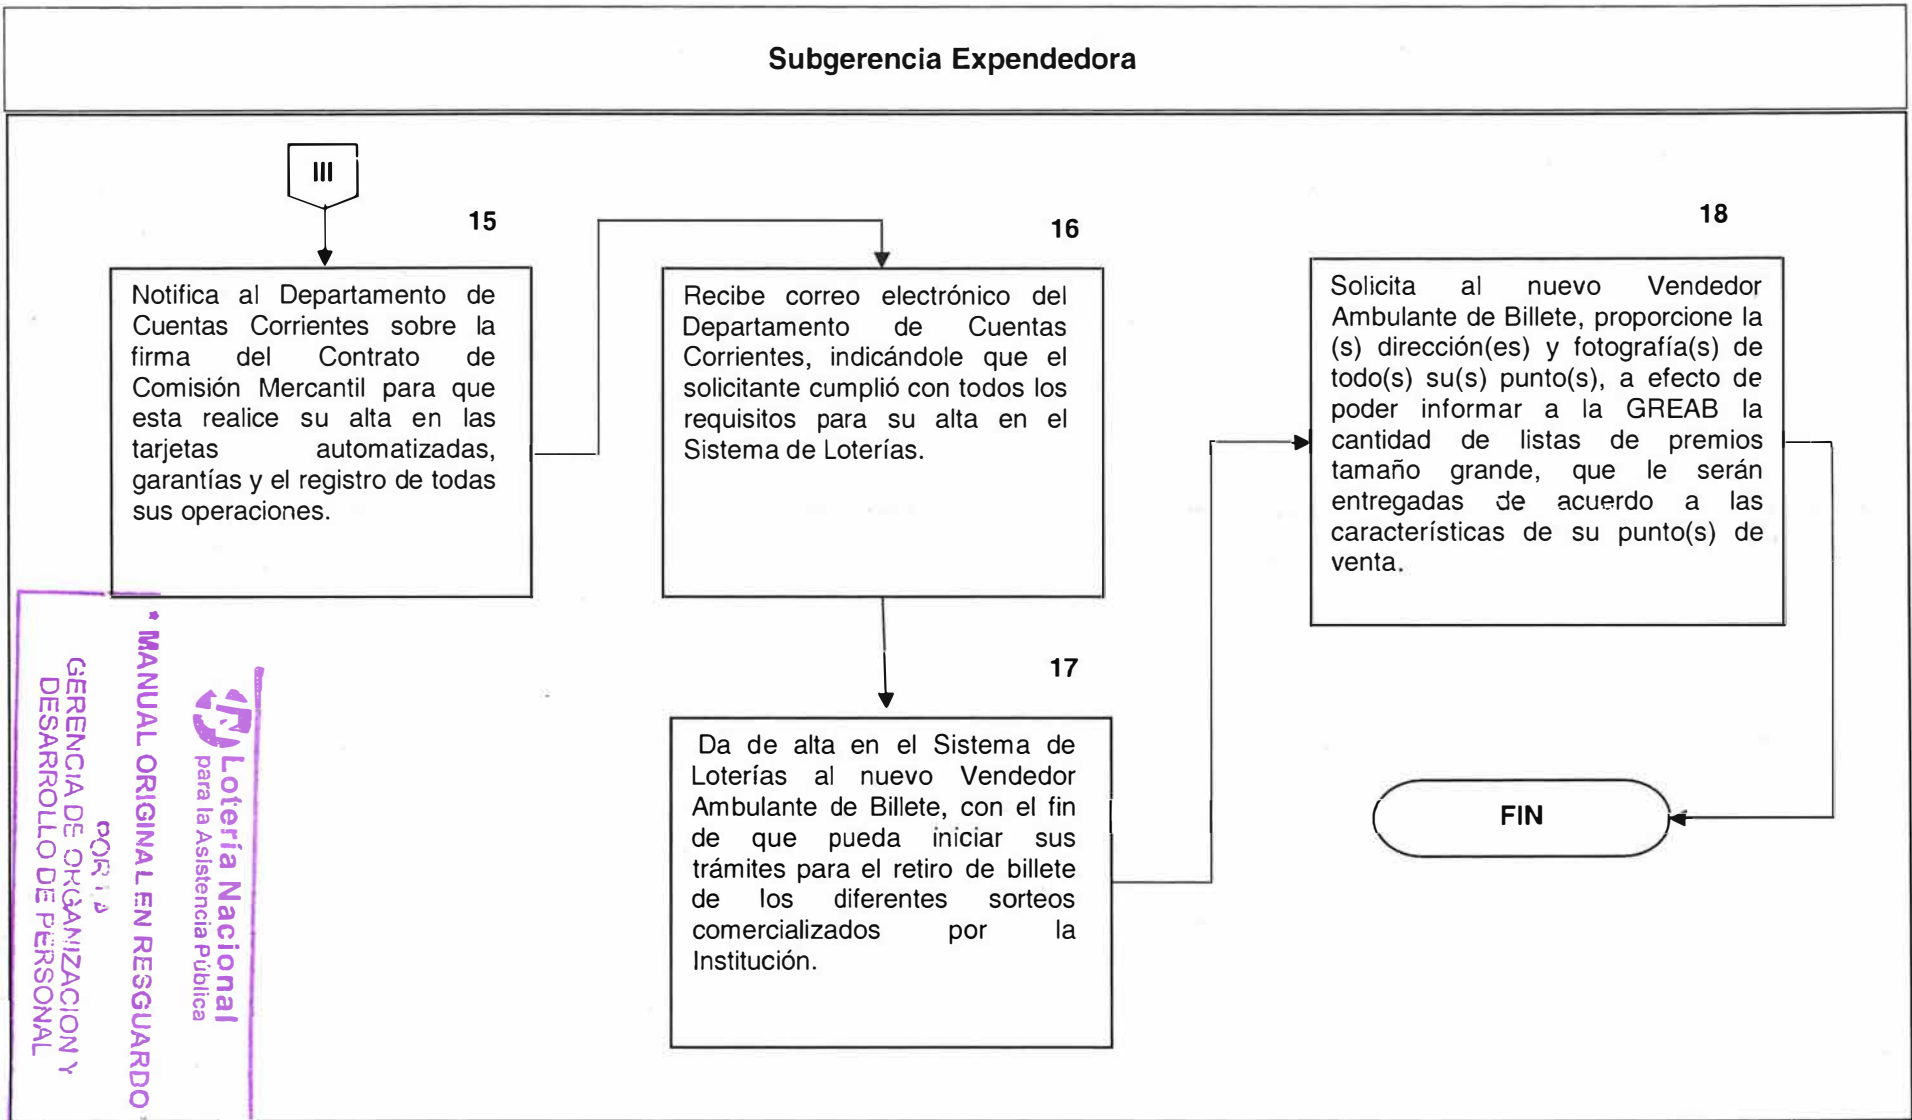 Subgerencia Expendedora
III
15
Notifica al Departamento de
Cuentas Corrientes sobre la
firma del Contrato de
Comisión Mercantil para que
esta realice su alta en las
tarjetas automatizadas,
garantías y el registro de todas
sus operaciones.
16
Recibe correo electrónico del
Departamento de Cuentas
Corrientes, indicándole que el
solicitante cumplió con todos los
requisitos para su alta en el
Sistema de Loterías.
17
Da de alta en el Sistema de
Loterías al nuevo Vendedor
Ambulante de Billete, con el fin
de que pueda iniciar sus
trámites para el retiro de billete
de los diferentes sorteos
comercializados por la
Institución.
18
Solicita al nuevo Vendedor
Ambulante de Billete, proporcione la
(s) dirección(es) y fotografía(s) de
todo(s) su(s) punto(s), a efecto de
poder informar a la GREAB la
cantidad de listas de premios
tamaño grande, que le serán
entregadas de acuerdo a las
características de su punto(s) de
venta.
FIN
Lotería Nacional
para la Asistencia Pública
* MANUAL ORIGINAL EN RESGUARDO
GERENCIA DE ORGANIZACION Y
DESARROLLO DE PERSONAL